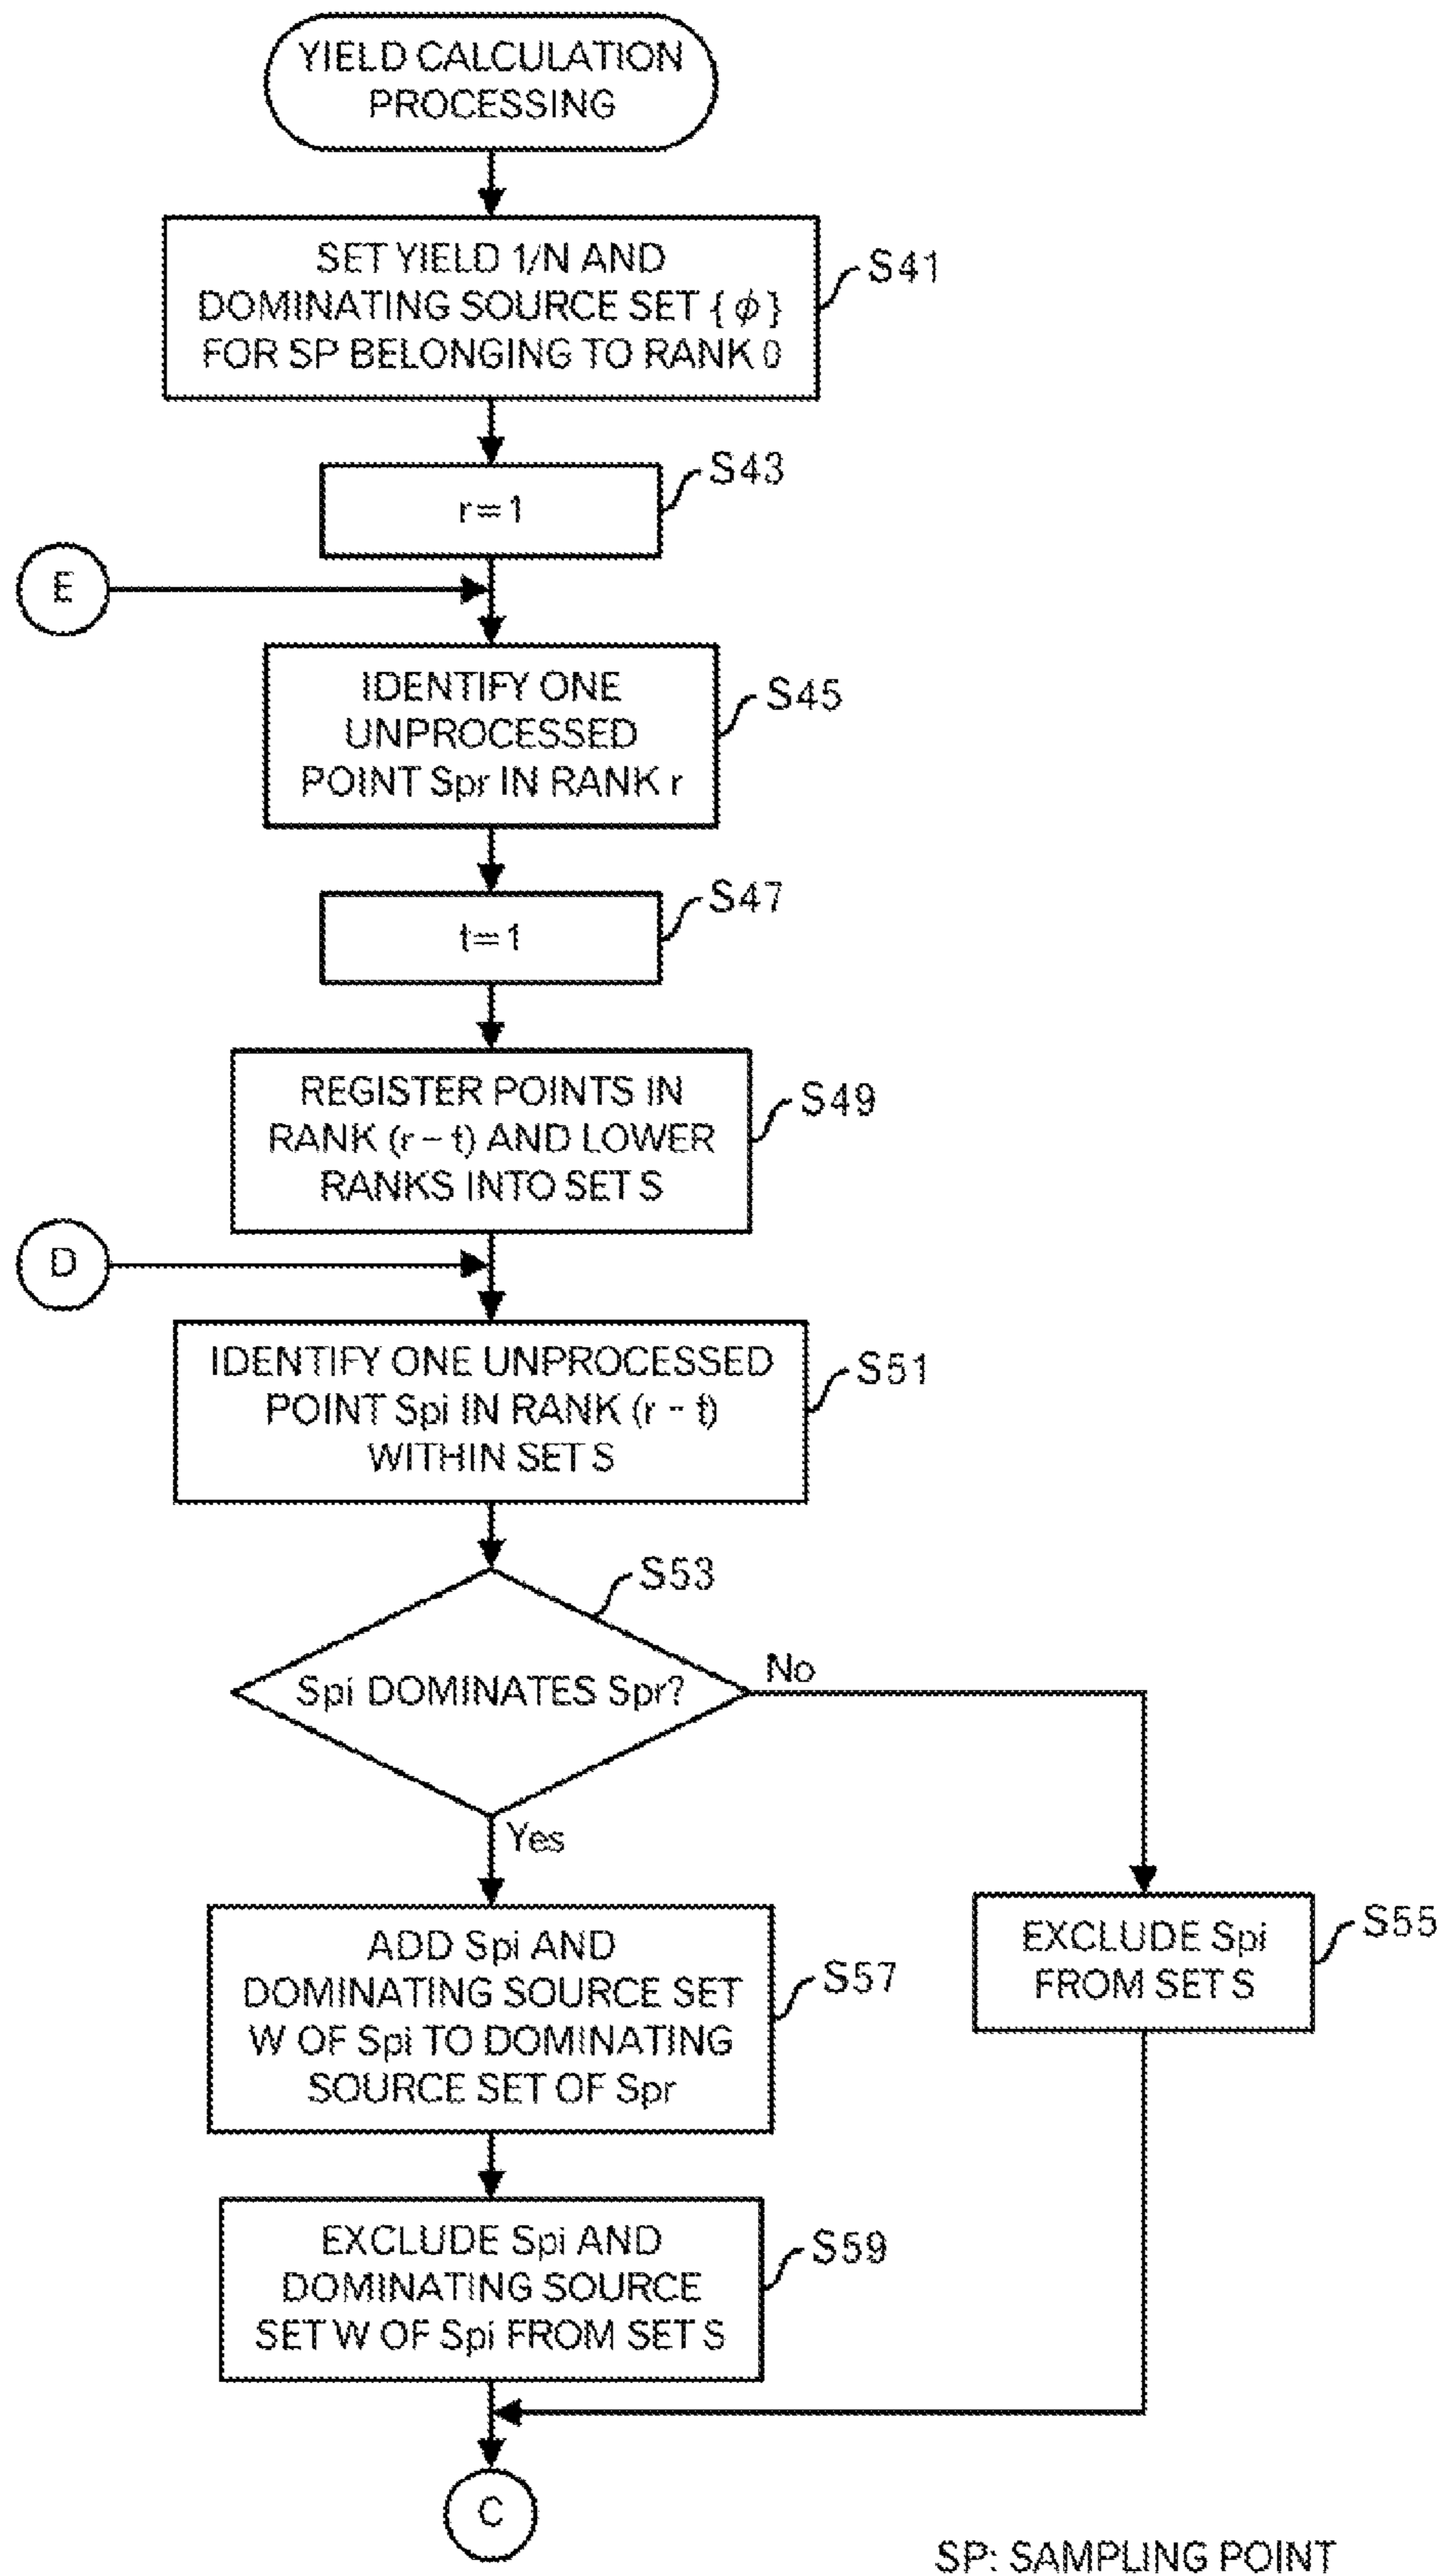 YIELD CALCULATION
PROCESSING
SET YIELD 1/N AND
DOMINATING SOURCE SET { ϕ }
FOR SP BELONGING TO RANK 0
S41
r=1
S43
E
IDENTIFY ONE
UNPROCESSED
POINT Spr IN RANK r
S45
t=1
S47
REGISTER POINTS IN
RANK (r - t) AND LOWER
RANKS INTO SET S
S49
D
IDENTIFY ONE UNPROCESSED
POINT Spi IN RANK (r - t)
WITHIN SET S
S51
Spi DOMINATES Spr?
S53
No
Yes
ADD Spi AND
DOMINATING SOURCE SET
W OF Spi TO DOMINATING
SOURCE SET OF Spr
S57
EXCLUDE Spi
FROM SET S
S55
EXCLUDE Spi AND
DOMINATING SOURCE
SET W OF Spi FROM SET S
S59
C
SP: SAMPLING POINT